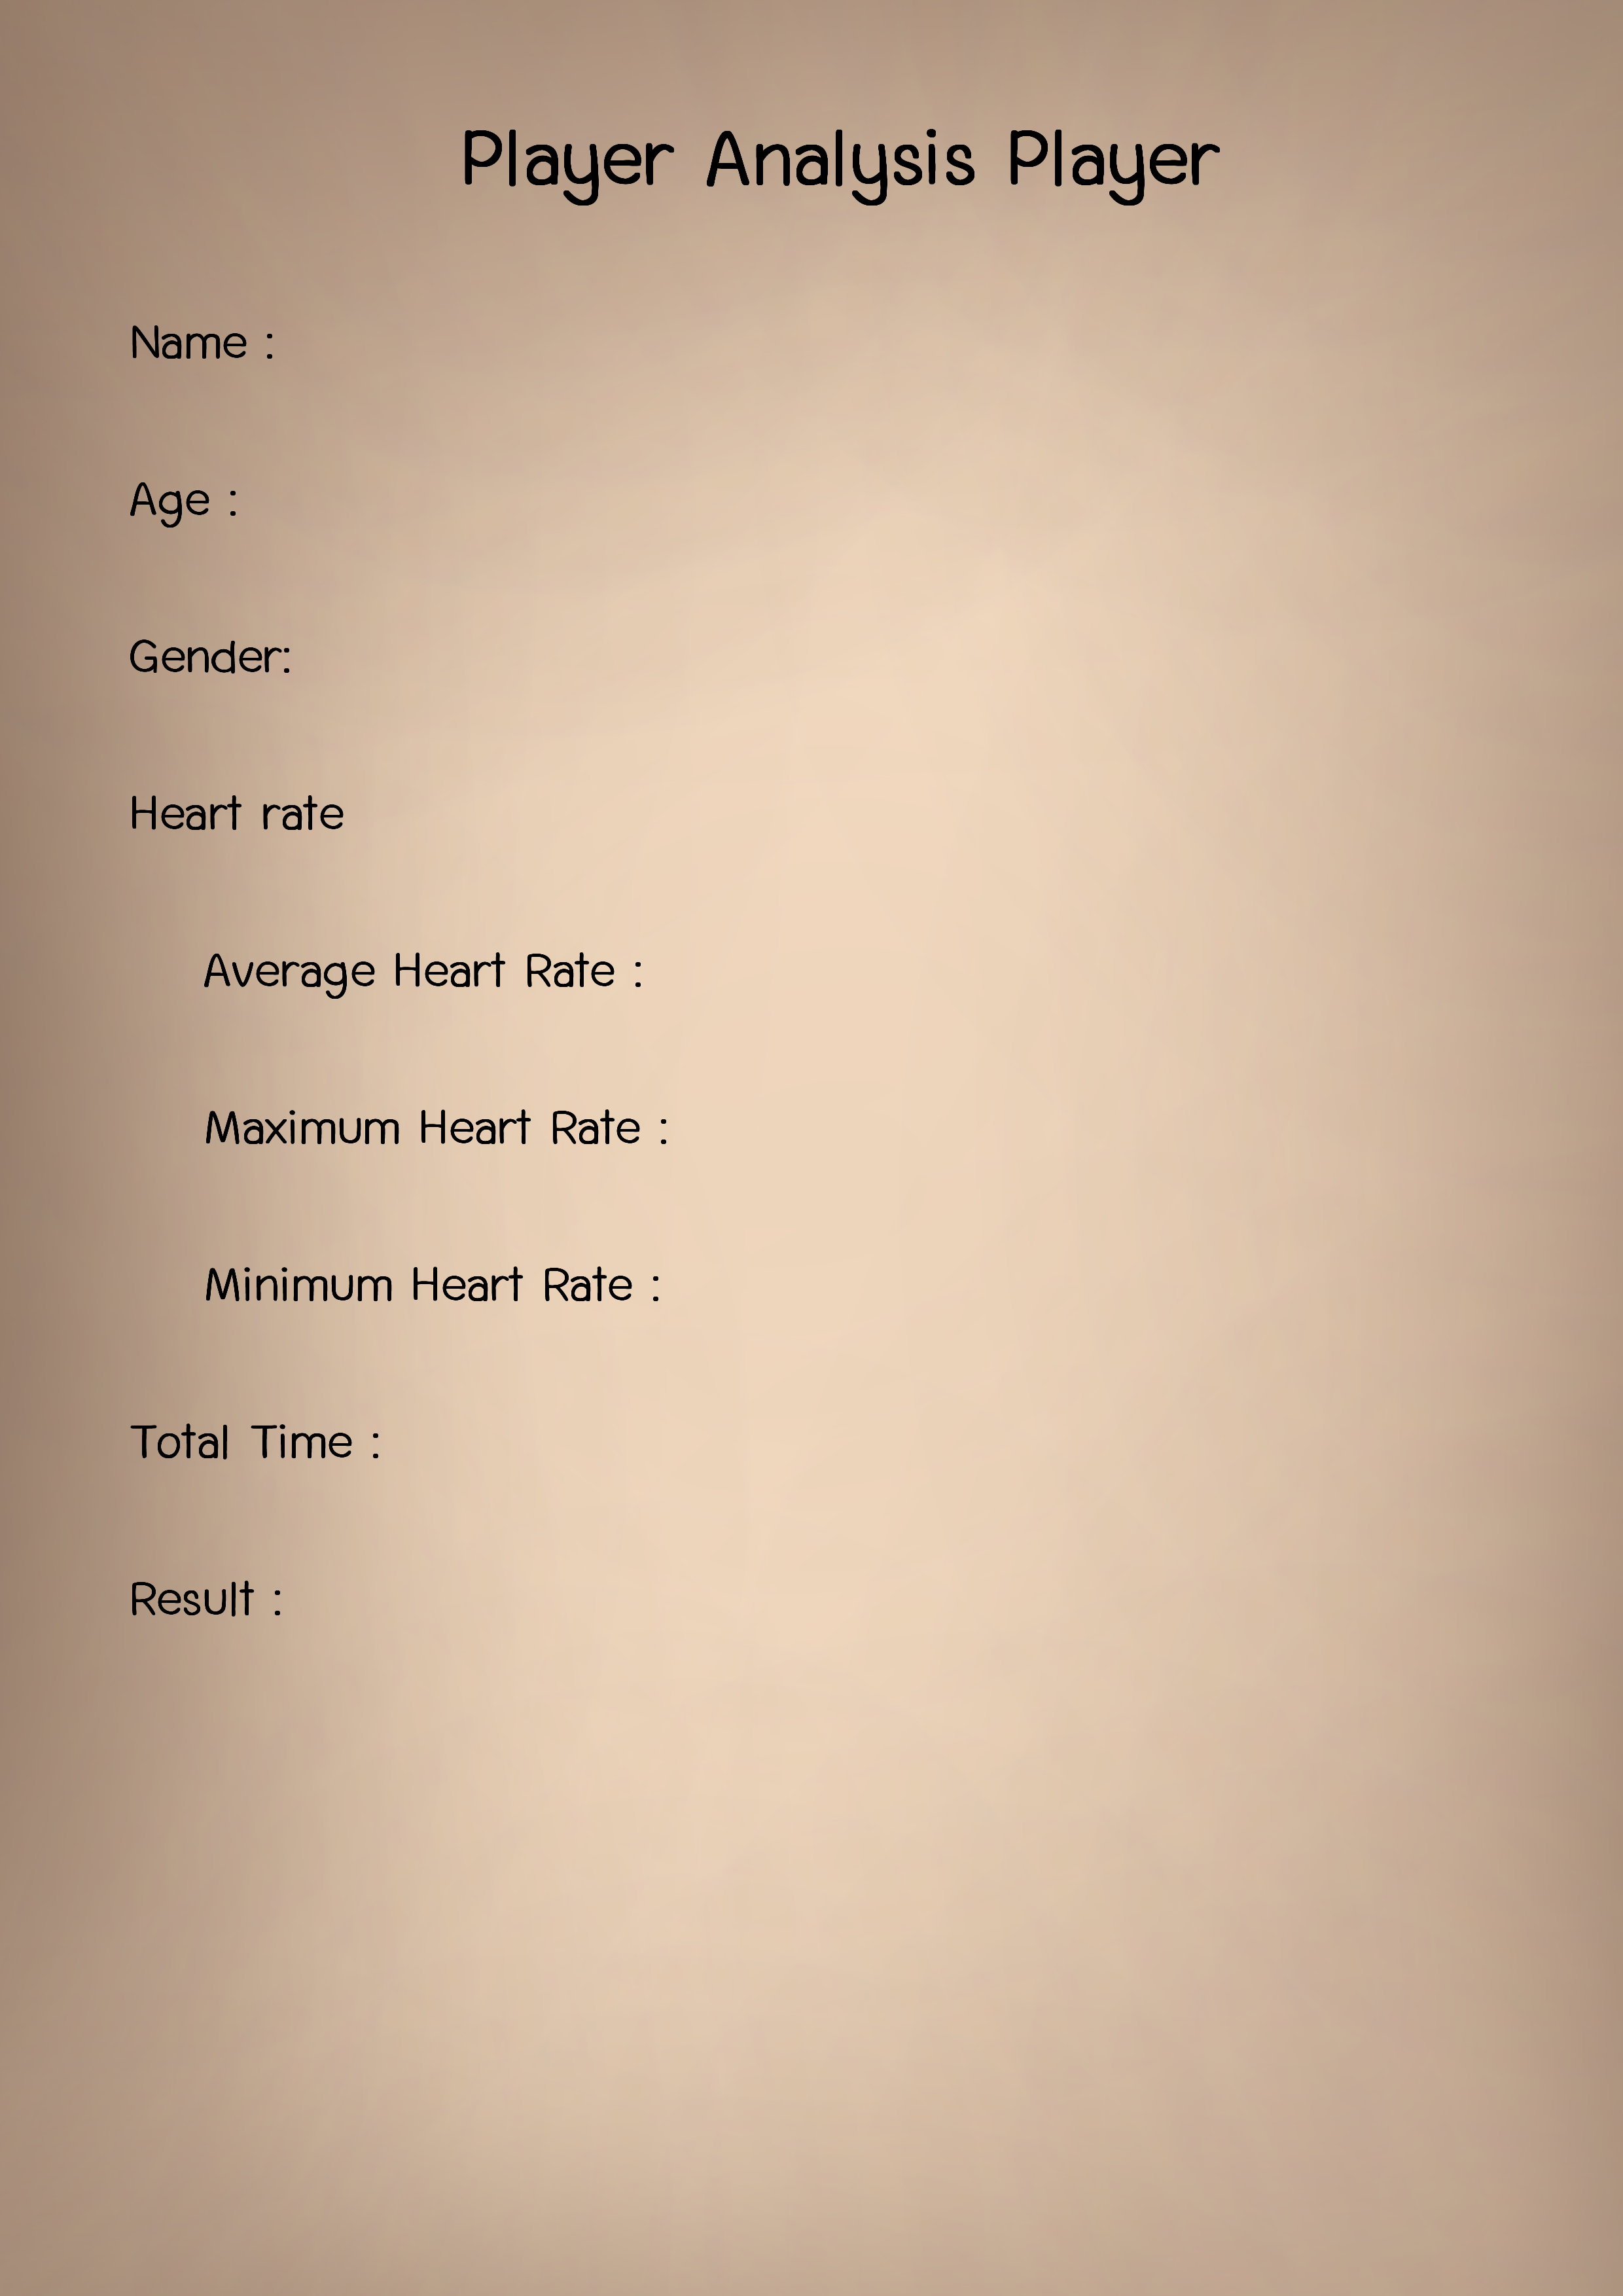 Player Analysis Player
Name :
Age :
Gender:
Heart rate
Average Heart Rate :
Maximum Heart Rate :
Minimum Heart Rate :
Total Time :
Result :